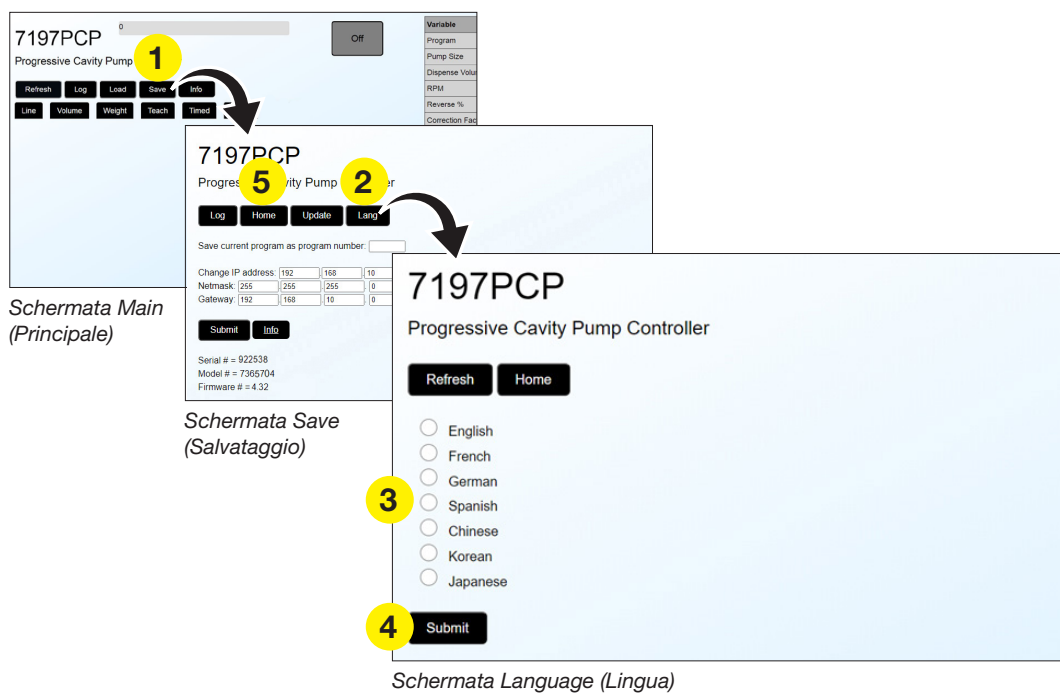 7197PCP
0
Off
Progressive Cavity Pump
1
Refresh Log Load Save Info
Line Volume Weight Teach Timed
Variable
Program
Pump Size
Dispense
RPM
Reverse %
Correction
Schermata Main
(Principale)
7197PCP
5
2
Pump
Log Home Update Lang
Save current program as program number:
Change IP address: 192 . 168 . 10
Netmask: 255 . 255 . 255 . 0
Gateway: 192 . 168 . 10 . 0
Submit Info
Serial # = 922538
Model # = 7365704
Firmware # = 4.32
Schermata Save
(Salvataggio)
7197PCP
Progressive Cavity Pump Controller
Refresh Home
English
French
German
3
Spanish
Chinese
Korean
Japanese
4
Submit
Schermata Language (Lingua)